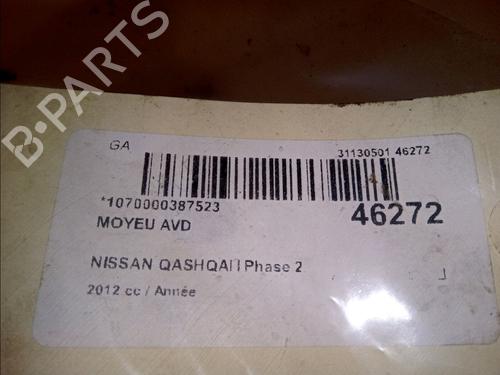 GA
31130501 46272
*1070000387523
46272
MOYEU AVD
NISSAN QASHQAI I Phase 2
2012 cc / Année
B-PARTS